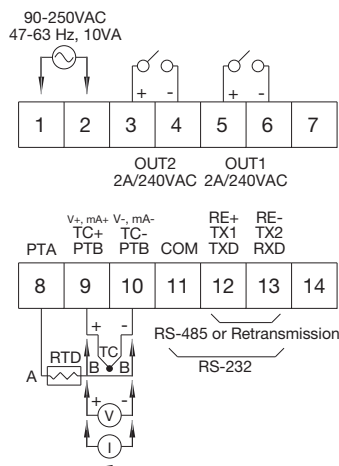 90-250VAC
47-63 Hz, 10VA
+ - + -
1 2 3 4 5 6 7
OUT2 OUT1
2A/240VAC 2A/240VAC
V+, mA+ V-, mA- RE+ RE-
TC+ TC- TX1 TX2
PTA PTB PTB COM TXD RXD
8 9 10 11 12 13 14
+ -
RS-485 or Retransmission
RTD TC
A B B
RS-232
+ -
V
I